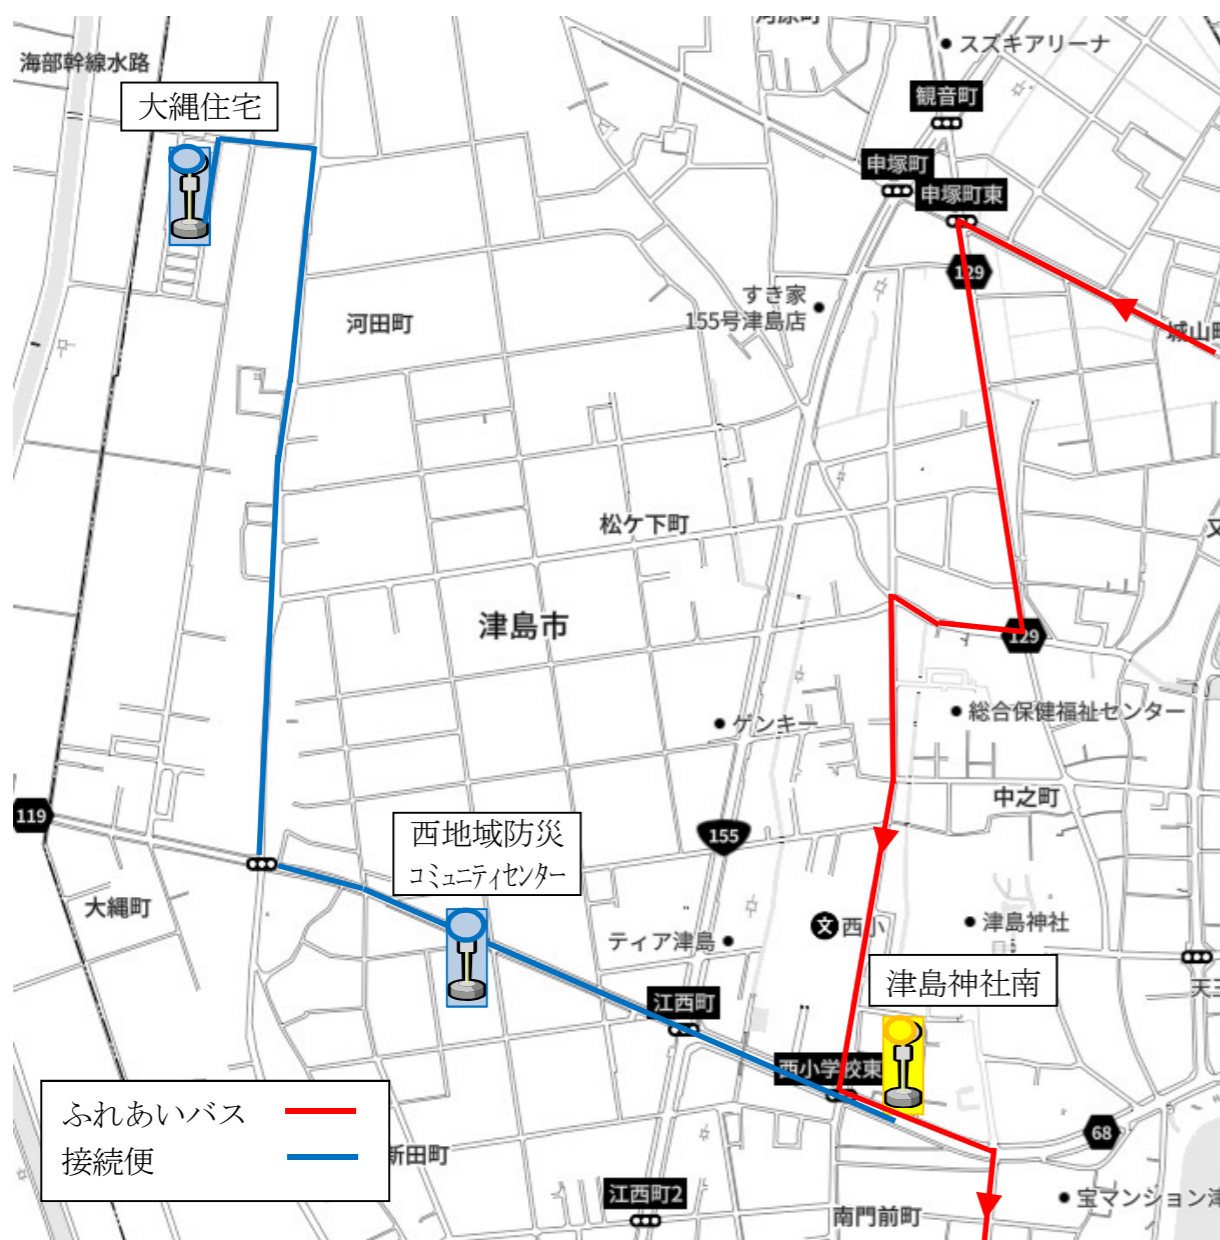 河原町
スズキアリーナ
海部幹線水路
大縄住宅
観音町
申塚町
申塚町東
129
すき家
155号津島店
城山町
河田町
松ケ下町
又
津島市
129
総合保健福祉センター
ゲンキー
中之町
119
155
西地域防災
コミュニティセンター
大縄町
文
西小
津島神社
ティア津島
天王
津島神社南
江西町
西小学校東
ふれあいバス
接続便
新田町
68
江西町2
南門前町
宝マンション津